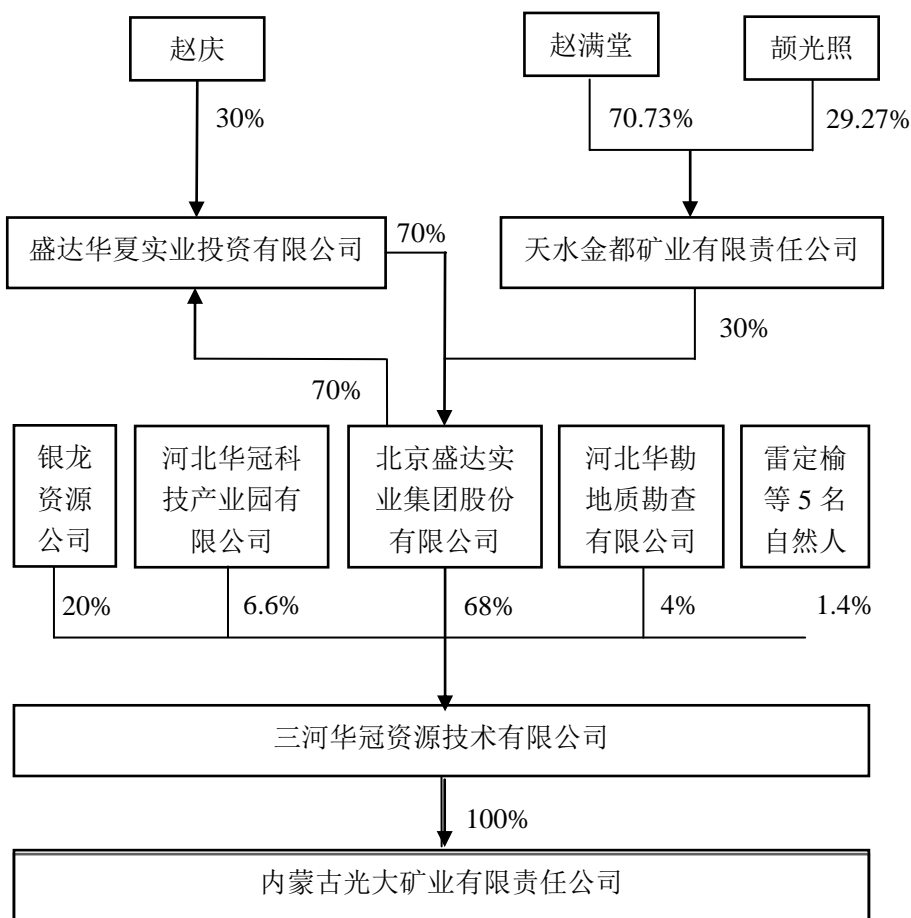 赵庆
赵满堂
颉光照
30%
70.73%
29.27%
盛达华夏实业投资有限公司
70%
天水金都矿业有限责任公司
30%
70%
银龙
资源
公司
河北华冠科
技产业园有
限公司
北京盛达实
业集团股份
有限公司
河北华勘
地质勘查
有限公司
雷定榆
等 5 名
自然人
20%
6.6%
68%
4%
1.4%
三河华冠资源技术有限公司
100%
内蒙古光大矿业有限责任公司